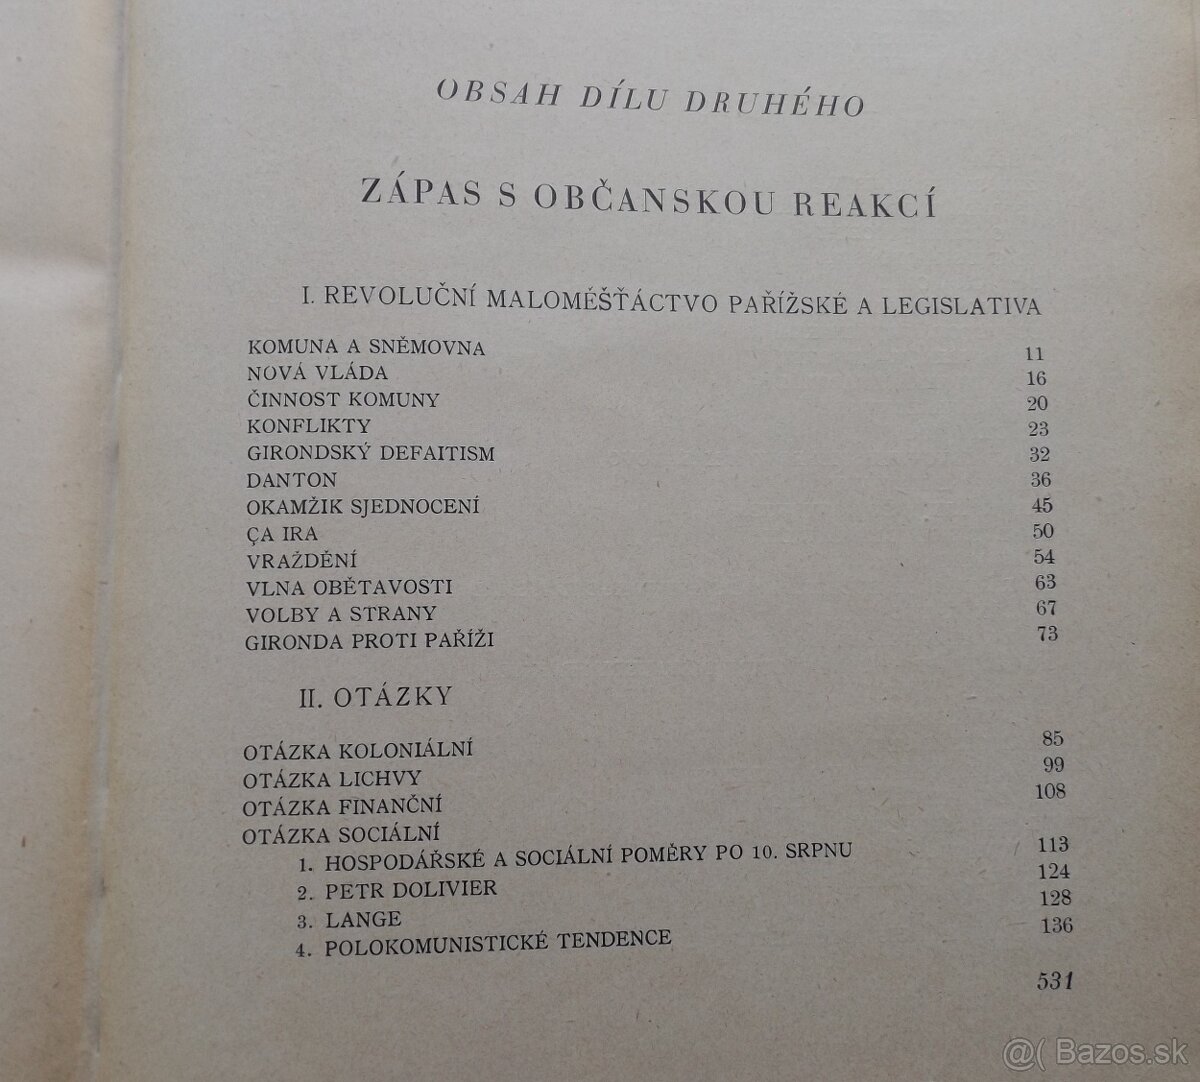 OBSAH DÍLU DRUHÉHO
ZÁPAS S OBČANSKOU REAKCÍ
I. REVOLUČNÍ MALOMĚŠŤÁCTVO PAŘÍŽSKÉ A LEGISLATIVA
KOMUNA A SNĚMOVNA 11
NOVÁ VLÁDA 16
ČINNOST KOMUNY 20
KONFLIKTY 23
GIRONDSKÝ DEFAITISM 32
DANTON 36
OKAMŽIK SJEDNOCENÍ 45
ÇA IRA 50
VRAŽDĚNÍ 54
VLNA OBĚTAVOSTI 63
VOLBY A STRANY 67
GIRONDA PROTI PAŘÍŽI 73
II. OTÁZKY
OTÁZKA KOLONIÁLNÍ 85
OTÁZKA LICHVY 99
OTÁZKA FINANČNÍ 108
OTÁZKA SOCIÁLNÍ
1. HOSPODÁŘSKÉ A SOCIÁLNÍ POMĚRY PO 10. SRPNU 113
2. PETR DOLIVIER 124
3. LANGE 128
4. POLOKOMUNISTICKÉ TENDENCE 136
531
@( Bazos.sk